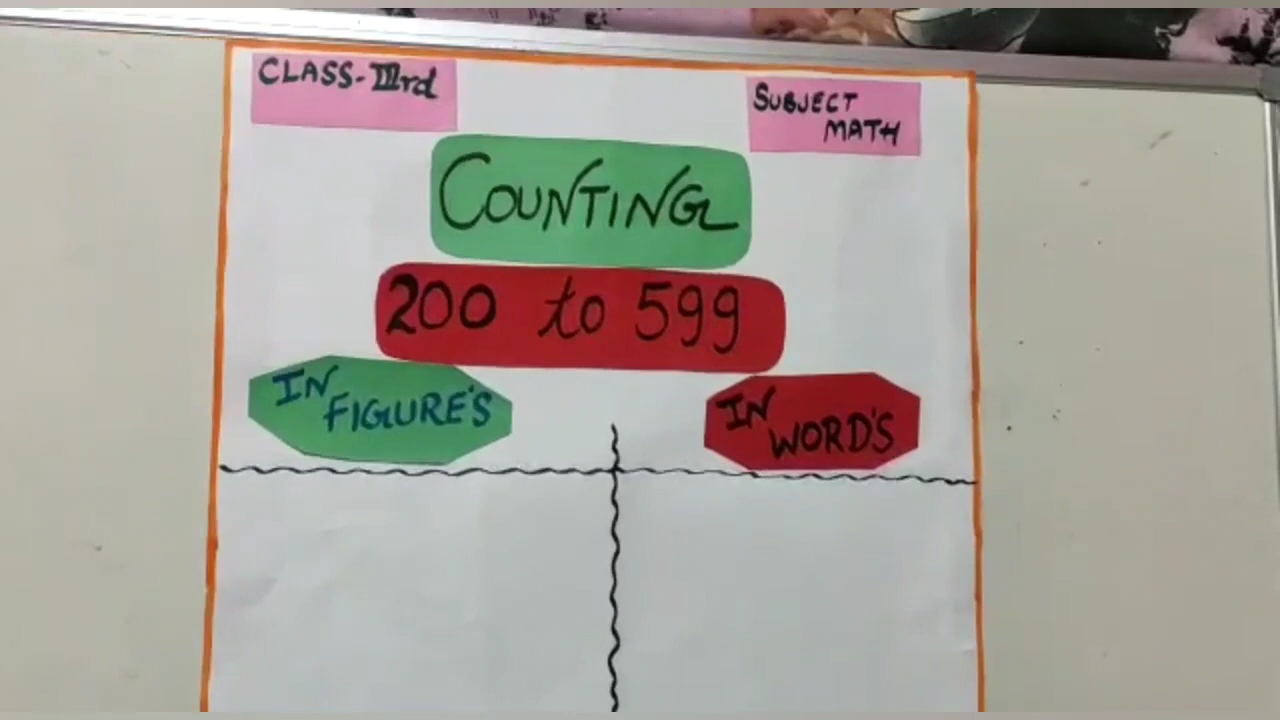 CLASS-IIIrd
SUBJECT
MATH
COUNTING
200 to 599
IN
FIGURE'S
IN
WORD'S